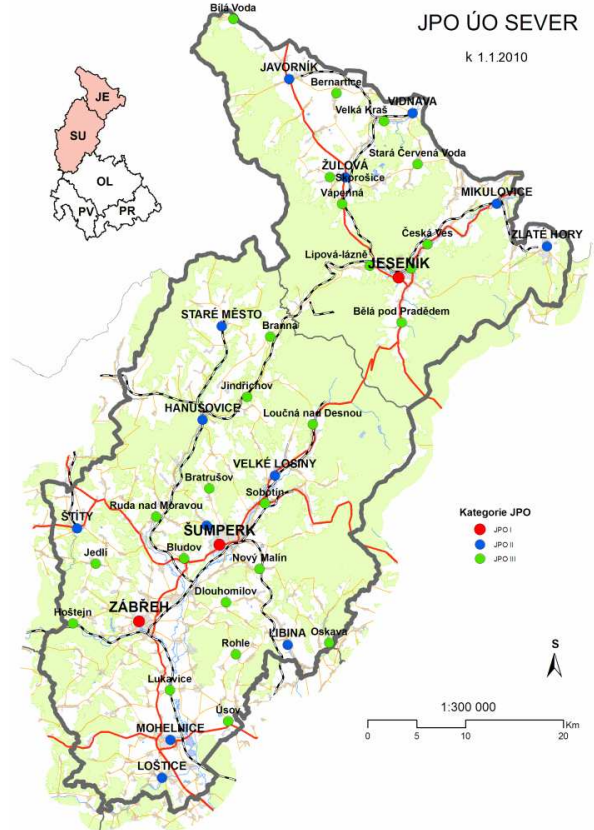 Bílá Voda
JPO ÚO SEVER
k 1.1.2010
JAVORNÍK
Bernartice
JE
VIDNAVA
Velká Kraš
SU
Stará Červená Voda
ŽULOVÁ
Skorošice
OL
MIKULOVICE
Vápenná
PV
PR
Česká Ves
ZLATÉ HORY
Lipová-lázně
JESENÍK
STARÉ MĚSTO
Bělá pod Pradědem
Branná
Jindřichov
HANUŠOVICE
Loučná nad Desnou
VELKÉ LOSINY
Bratrušov
Sobotín
Ruda nad Moravou
Kategorie JPO
ŠTÍTY
JPO I
ŠUMPERK
JPO II
Jedlí
Bludov
Nový Malín
JPO III
Dlouhomilov
ZÁBŘEH
Hoštejn
Oskava
LIBINA
S
Rohle
Lukavice
1:300 000
Úsov
Km
MOHELNICE
0 5 10 20
LOŠTICE